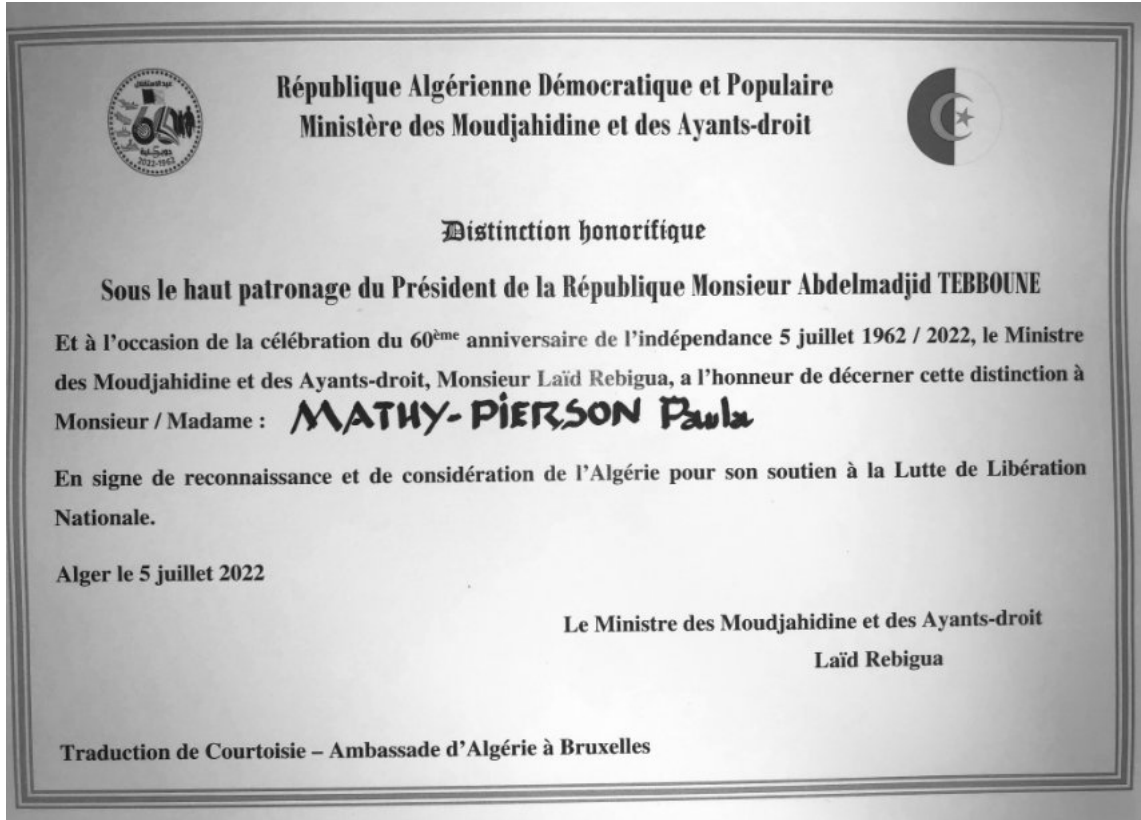 عيد الاستقلال
60
2022-1962
République Algérienne Démocratique et Populaire
Ministère des Moudjahidine et des Ayants-droit
Distinction honorifique
Sous le haut patronage du Président de la République Monsieur Abdelmadjid TEBBOUNE
Et à l’occasion de la célébration du 60ème anniversaire de l’indépendance 5 juillet 1962 / 2022, le Ministre
des Moudjahidine et des Ayants-droit, Monsieur Laïd Rebigua, a l’honneur de décerner cette distinction à
Monsieur / Madame : MATHY-PiERSON Paula
En signe de reconnaissance et de considération de l’Algérie pour son soutien à la Lutte de Libération
Nationale.
Alger le 5 juillet 2022
Le Ministre des Moudjahidine et des Ayants-droit
Laïd Rebigua
Traduction de Courtoisie – Ambassade d’Algérie à Bruxelles